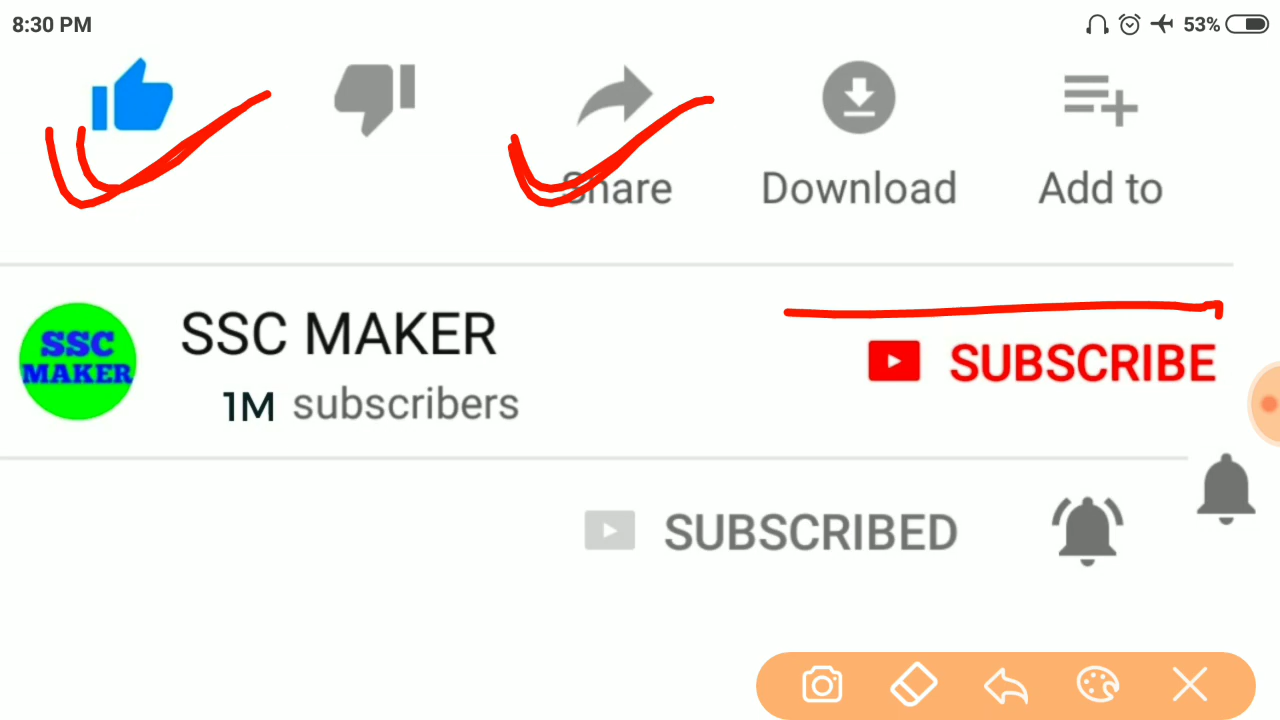 8:30 PM 53%
Share Download Add to
SSC MAKER
SSC
MAKER
1M subscribers
SUBSCRIBE
SUBSCRIBED